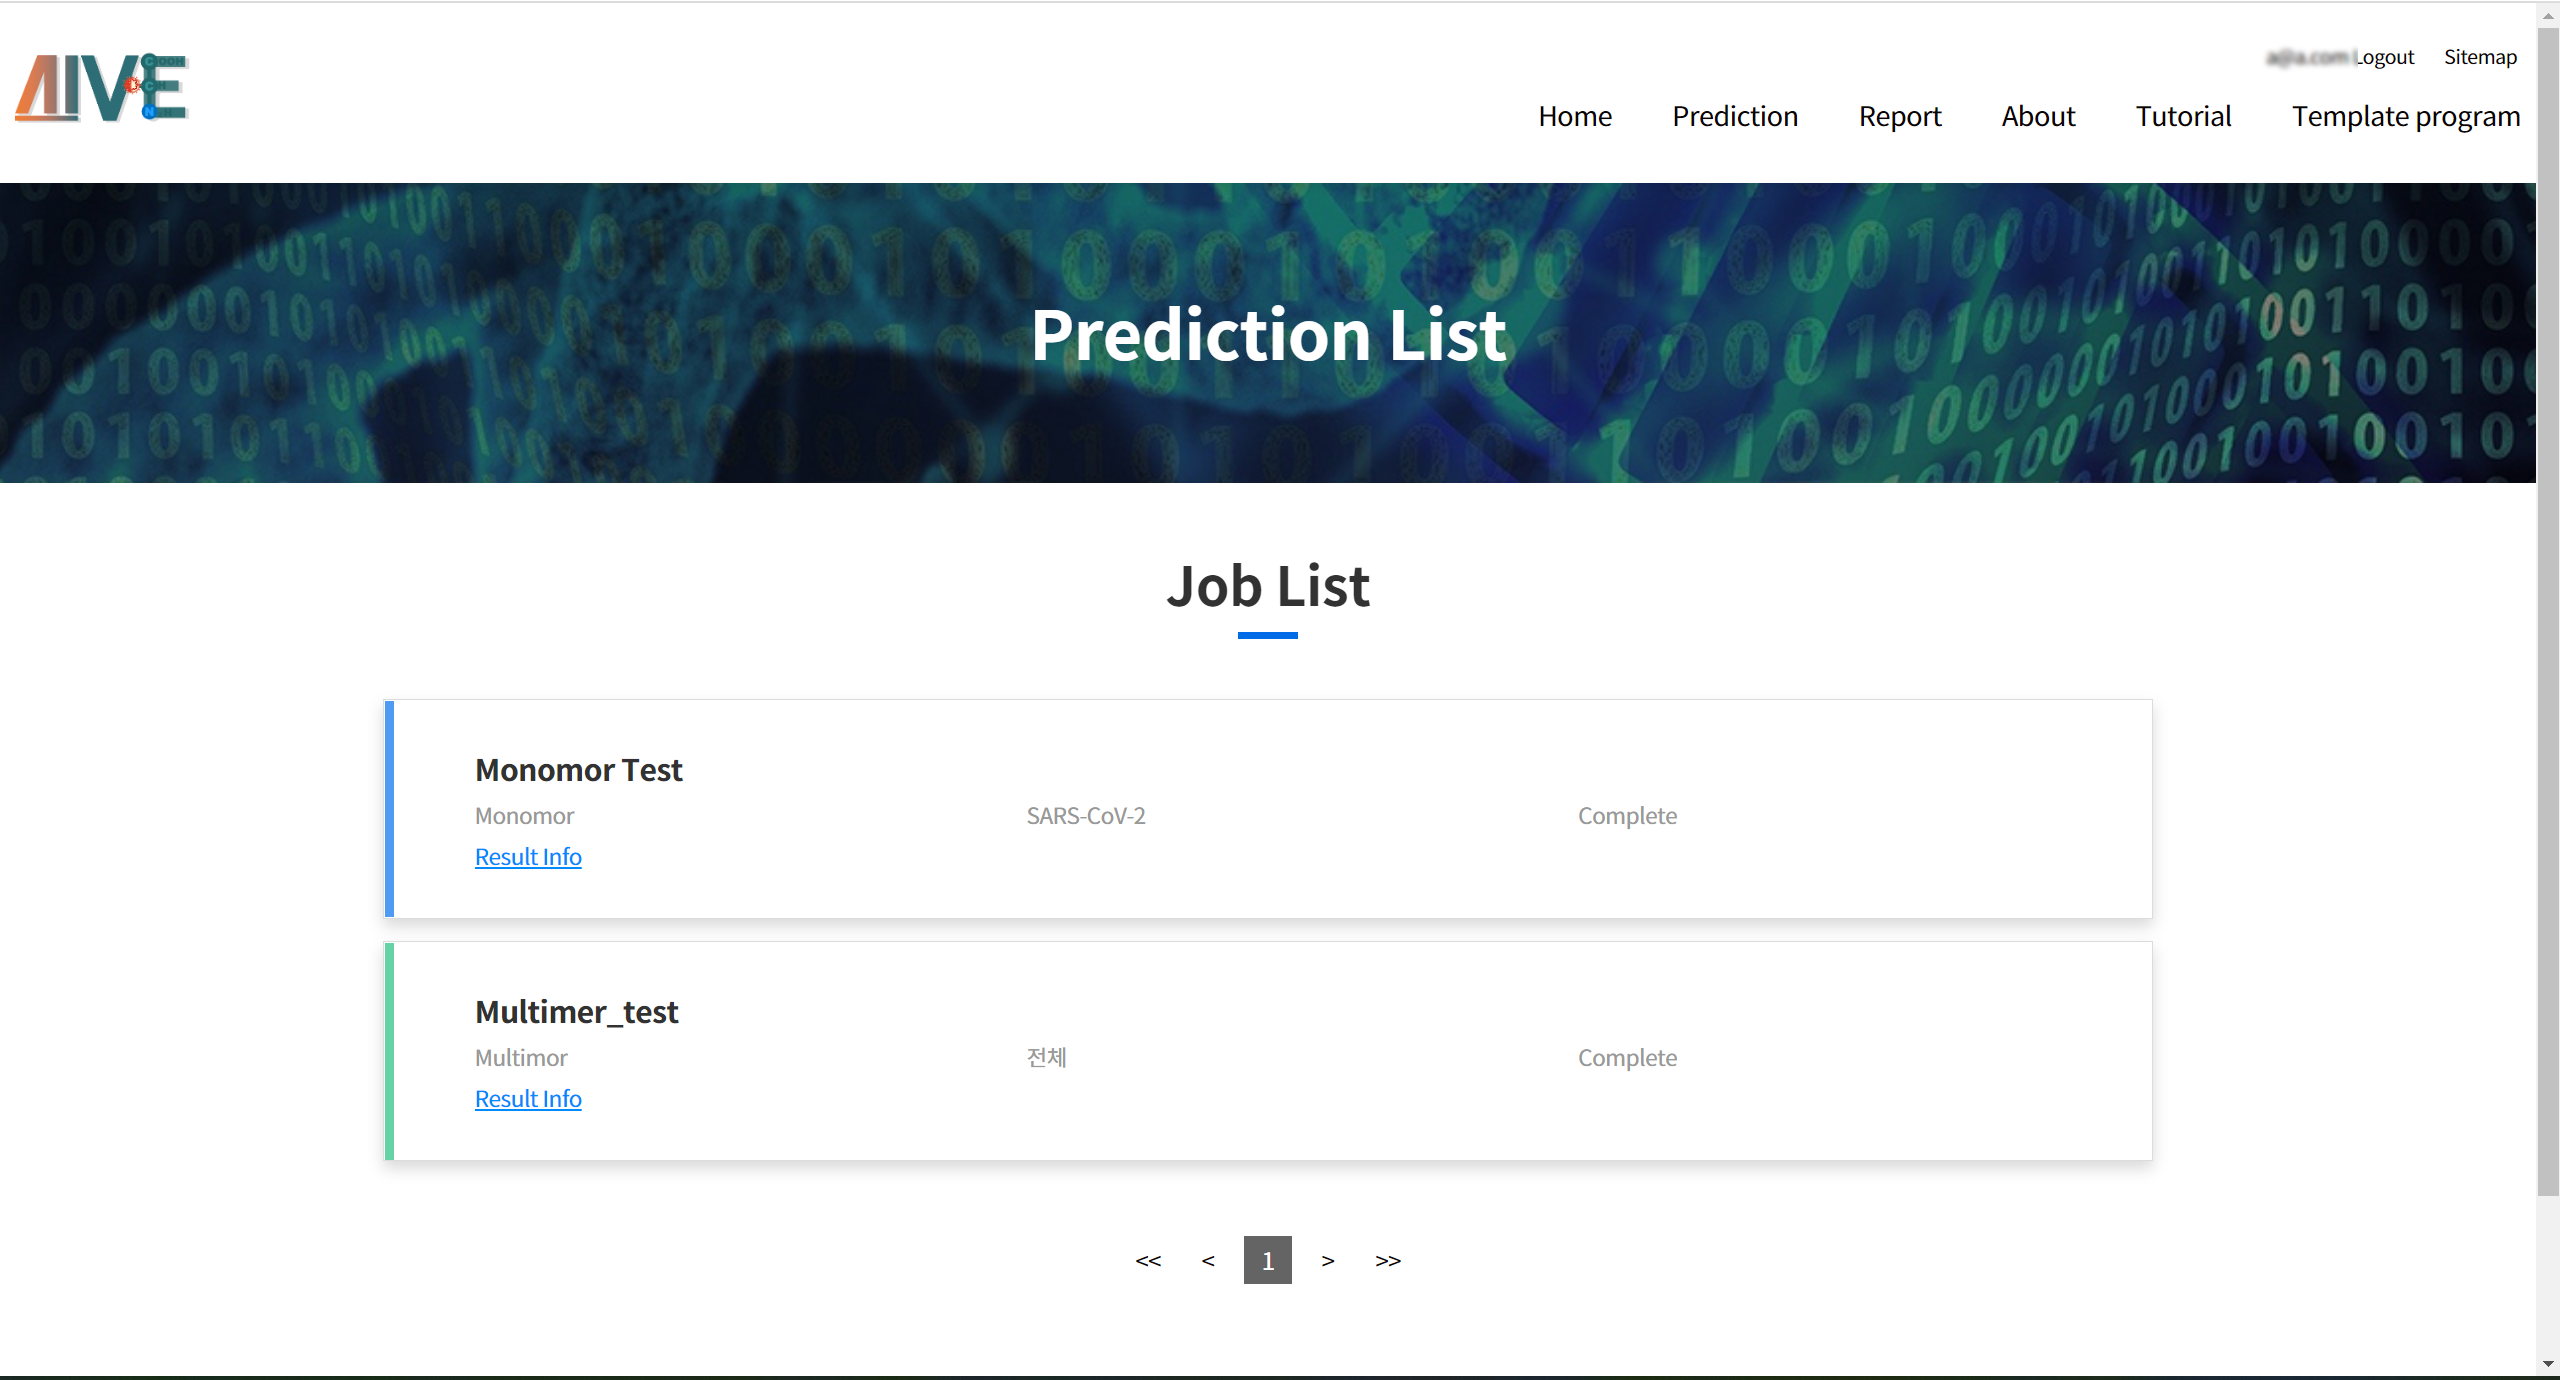 AIVE
Logout Sitemap
Home Prediction Report About Tutorial Template program
Prediction List
Job List
Monomor Test
Monomor SARS-CoV-2 Complete
Result Info
Multimer_test
Multimor 전체 Complete
Result Info
<< < 1 > >>